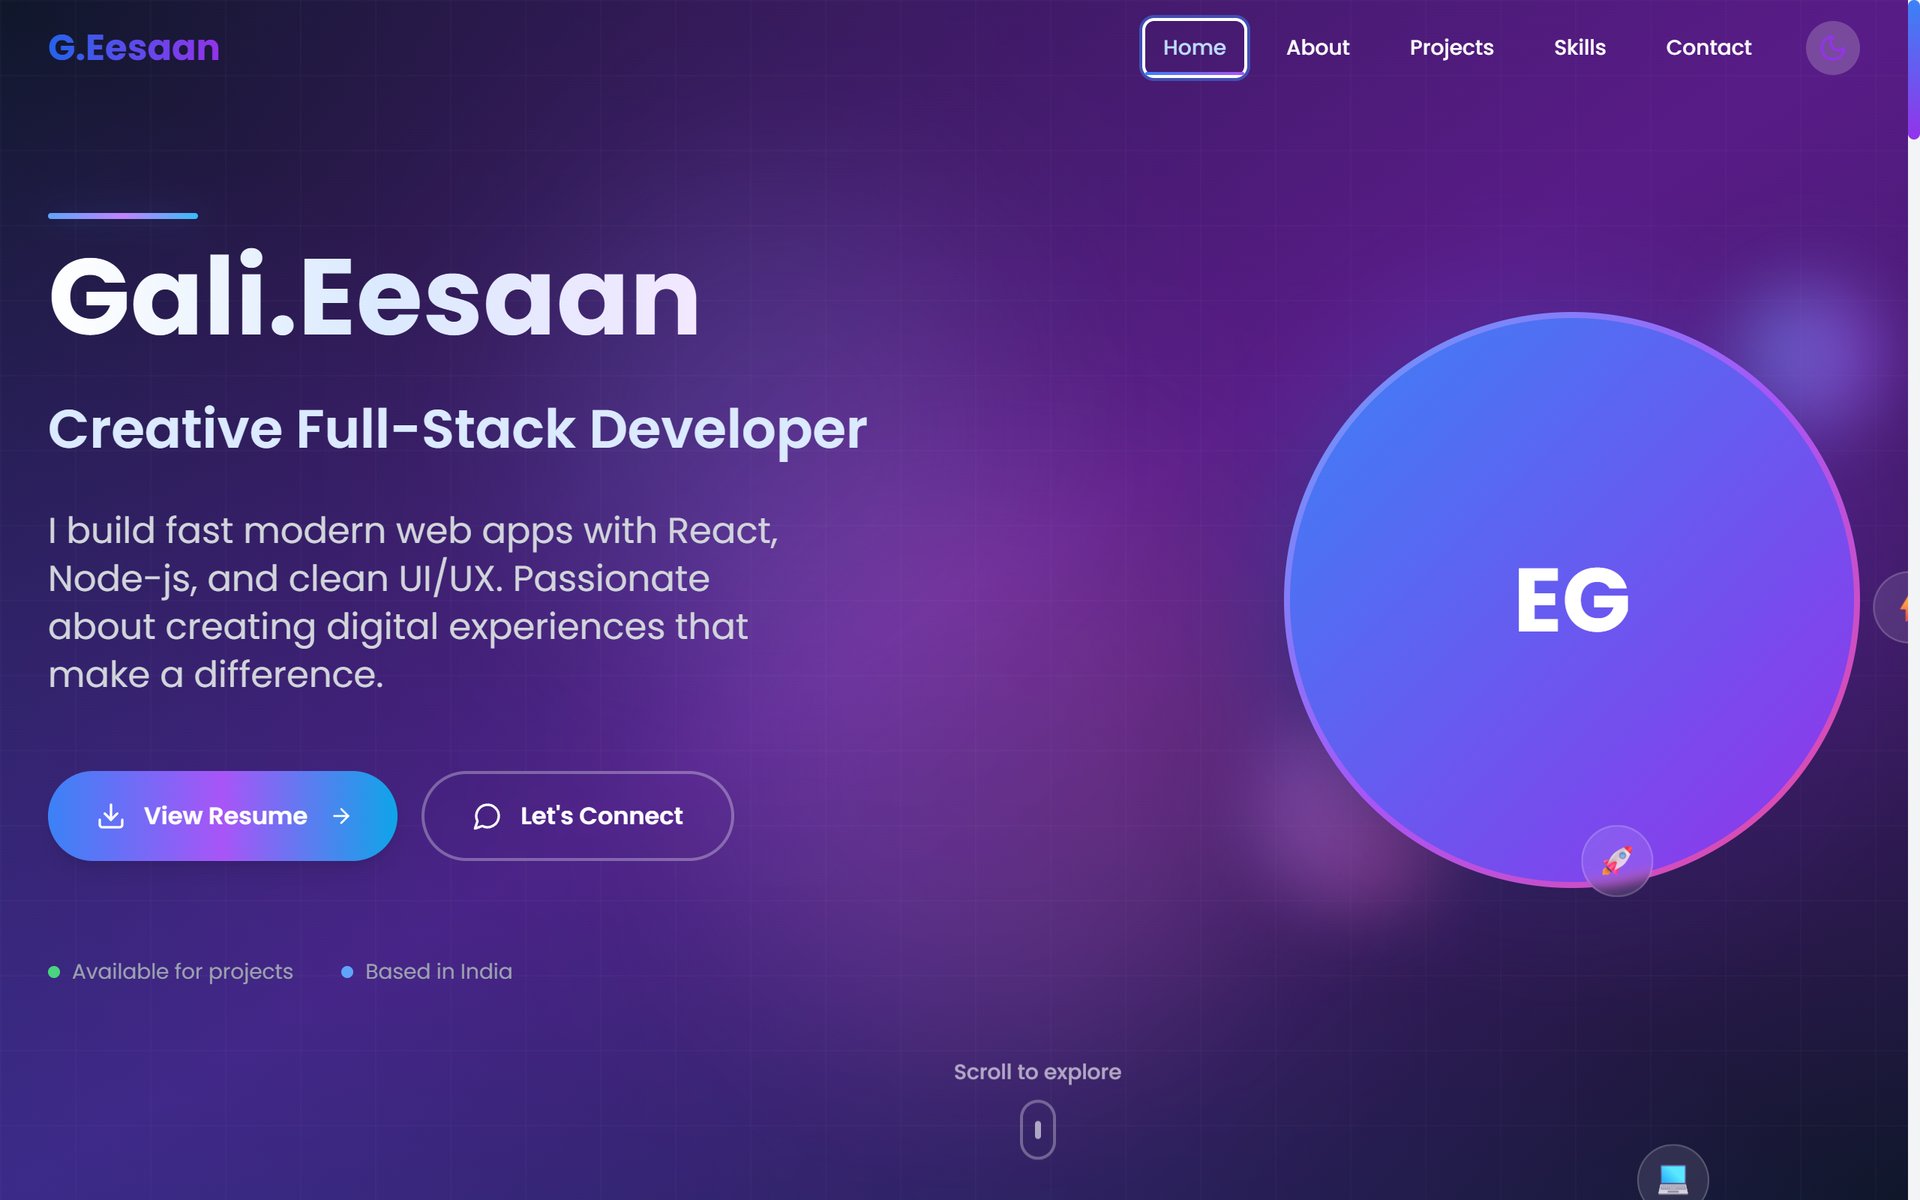 G.Eesaan
Home
About
Projects
Skills
Contact
Gali.Eesaan
Creative Full-Stack Developer
I build fast modern web apps with React,
Node-js, and clean UI/UX. Passionate
about creating digital experiences that
make a difference.
EG
View Resume
Let's Connect
Available for projects
Based in India
Scroll to explore